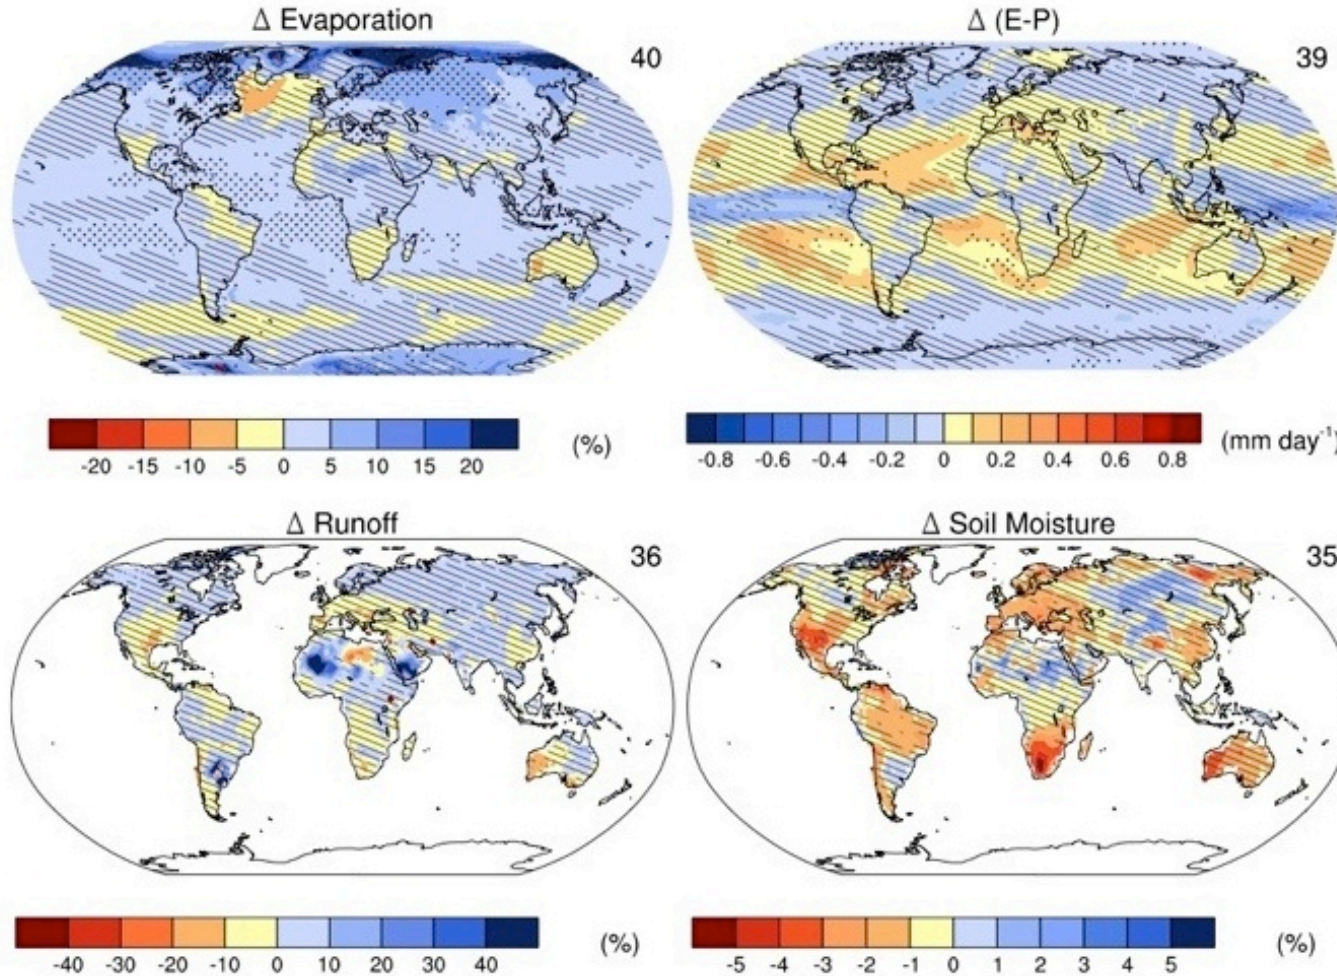 Δ Evaporation
40
-20 -15 -10 -5 0 5 10 15 20
(%)
Δ (E-P)
39
-0.8 -0.6 -0.4 -0.2 0 0.2 0.4 0.6 0.8
(mm day⁻¹)
Δ Runoff
36
-40 -30 -20 -10 0 10 20 30 40
(%)
Δ Soil Moisture
35
-5 -4 -3 -2 -1 0 1 2 3 4 5
(%)